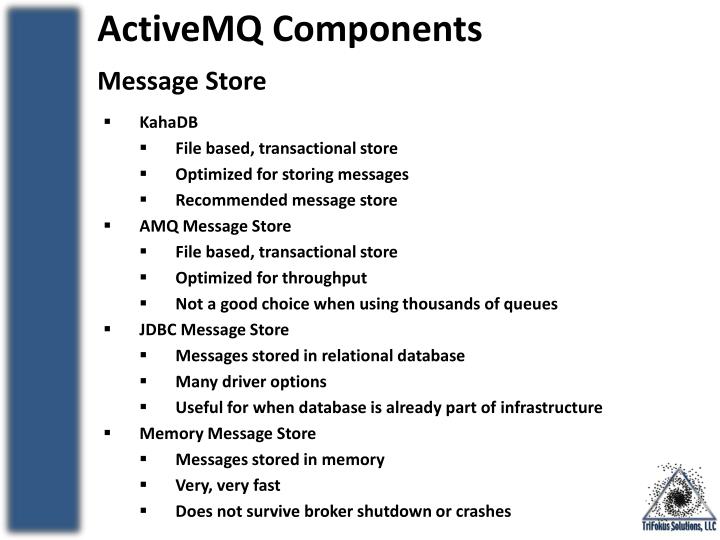 ActiveMQ Components
Message Store
▪ KahaDB
▪ File based, transactional store
▪ Optimized for storing messages
▪ Recommended message store
▪ AMQ Message Store
▪ File based, transactional store
▪ Optimized for throughput
▪ Not a good choice when using thousands of queues
▪ JDBC Message Store
▪ Messages stored in relational database
▪ Many driver options
▪ Useful for when database is already part of infrastructure
▪ Memory Message Store
▪ Messages stored in memory
▪ Very, very fast
▪ Does not survive broker shutdown or crashes
TriFokus Solutions, LLC